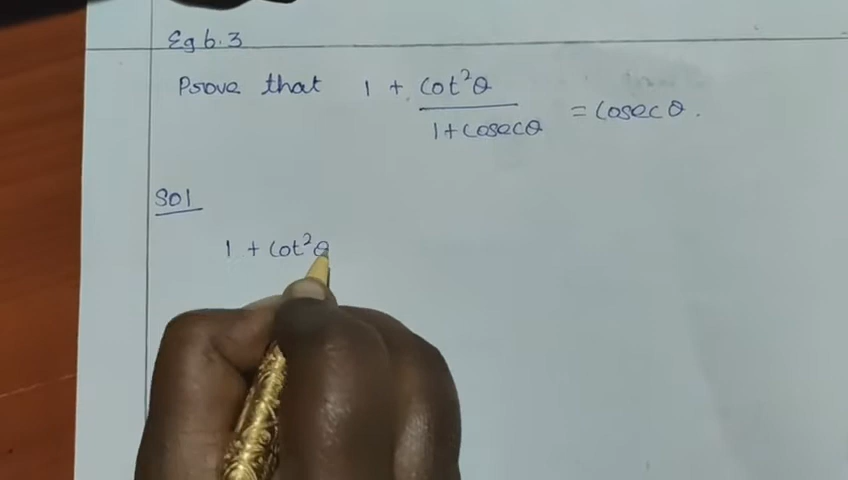 Eg 6.3
Prove that 1 + cot²θ / 1 + cosecθ = cosec θ.
Sol
1 + cot²θ